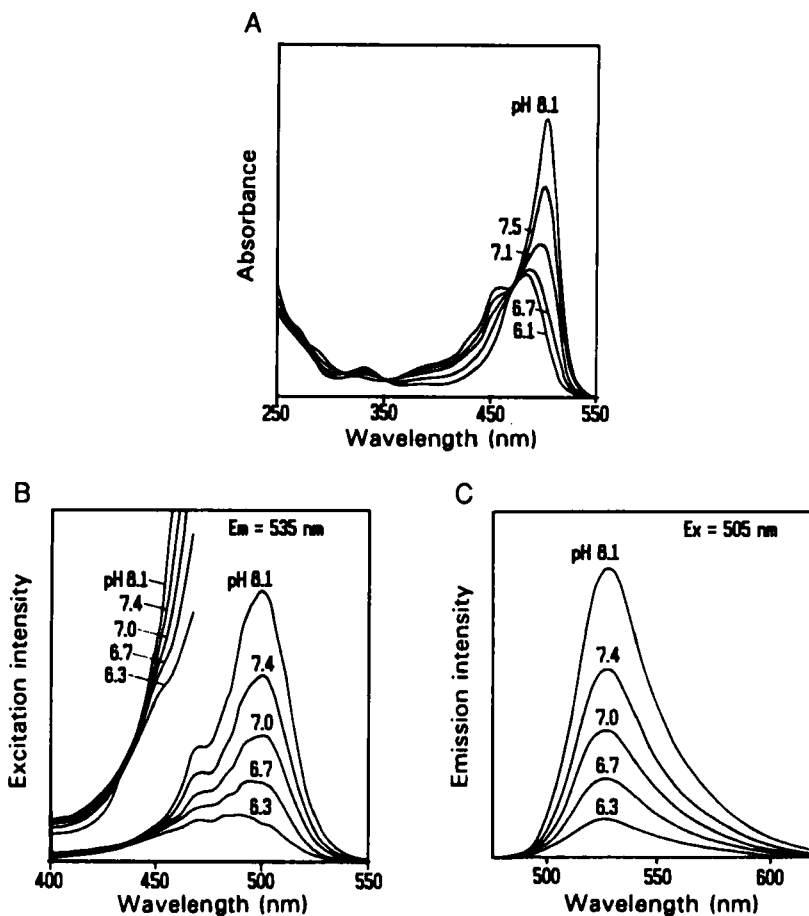 A
pH 8.1
7.5
7.1
6.7
6.1
Absorbance
250 350 450 550
Wavelength (nm)
B
Em = 535 nm
pH 8.1
7.4
7.0
6.7
6.3
pH 8.1
7.4
7.0
6.7
6.3
Excitation intensity
400 450 500 550
Wavelength (nm)
C
Ex = 505 nm
pH 8.1
7.4
7.0
6.7
6.3
Emission intensity
500 550 600
Wavelength (nm)